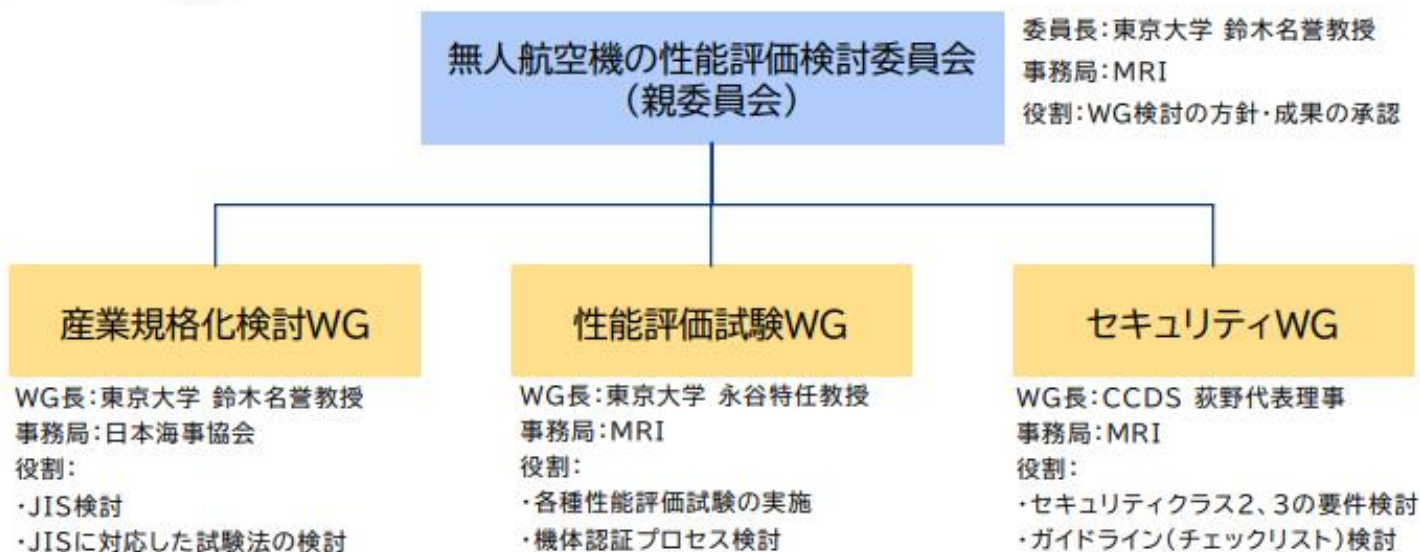 無人航空機の性能評価検討委員会
（親委員会）
委員長：東京大学 鈴木名誉教授
事務局：MRI
役割：WG検討の方針・成果の承認
産業規格化検討WG
WG長：東京大学 鈴木名誉教授
事務局：日本海事協会
役割：
・JIS検討
・JISに対応した試験法の検討
性能評価試験WG
WG長：東京大学 永谷特任教授
事務局：MRI
役割：
・各種性能評価試験の実施
・機体認証プロセス検討
セキュリティWG
WG長：CCDS 荻野代表理事
事務局：MRI
役割：
・セキュリティクラス2、3の要件検討
・ガイドライン（チェックリスト）検討